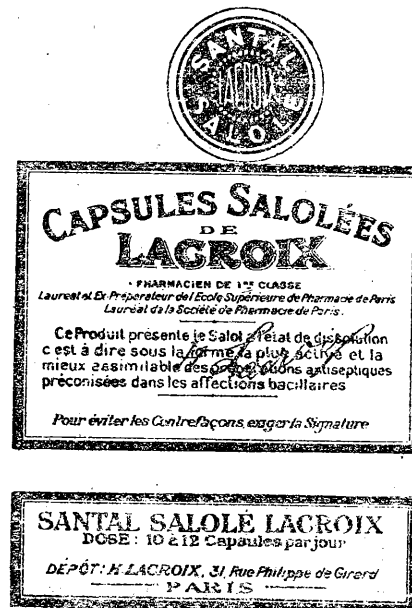 SANTAL
LACROIX
SALOLÉ
CAPSULES SALOLÉES
DE
LACROIX
PHARMACIEN DE 1RE CLASSE
Lauréat et Ex-Préparateur de l'Ecole Supérieure de Pharmacie de Paris
Lauréat de la Société de Pharmacie de Paris.
Ce Produit présente le Salol à l'état de dissolution
c'est à dire sous la forme la plus active et la
mieux assimilable des préparations antiseptiques
préconisées dans les affections bacillaires
Pour éviter les Contrefaçons, exiger la Signature
SANTAL SALOLÉ LACROIX
DOSE: 10 à 12 Capsules par jour
DÉPÔT: H. LACROIX, 31, Rue Philippe de Girard
PARIS